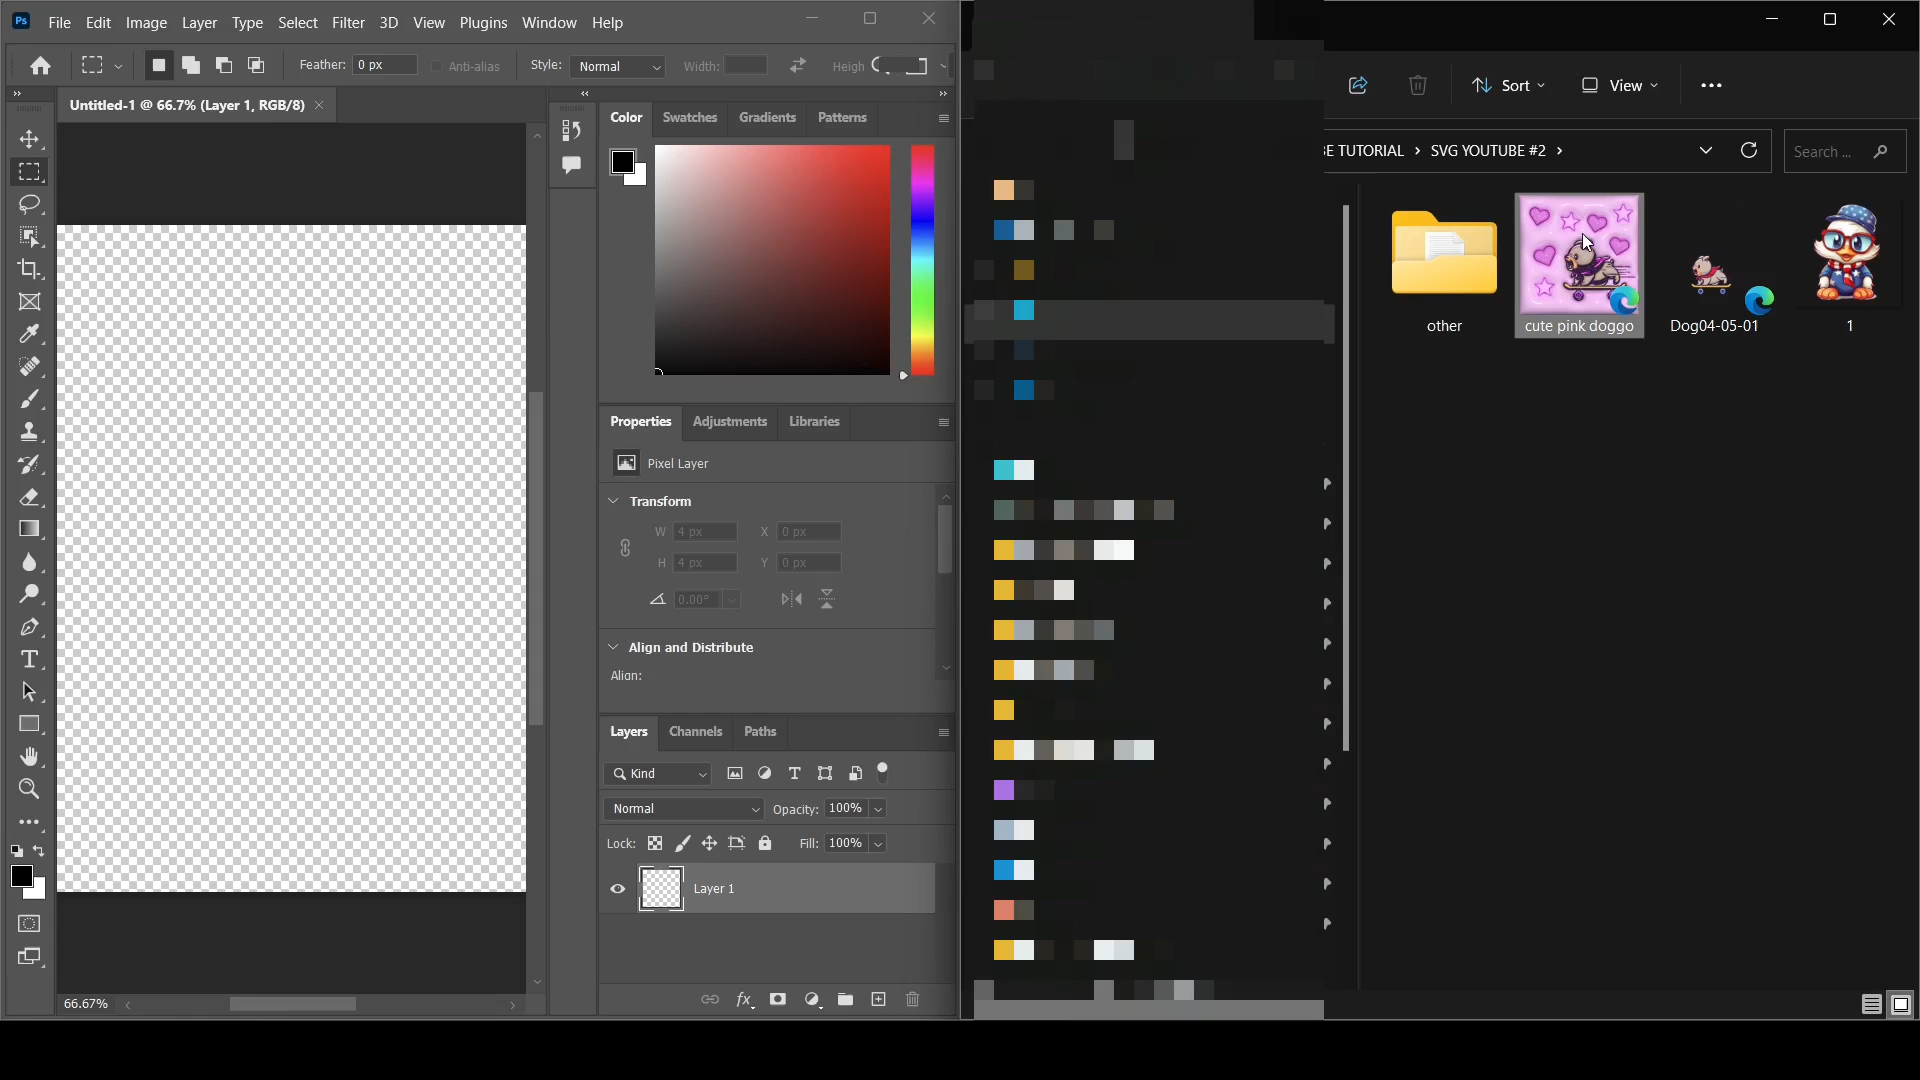 Ps File Edit Image Layer Type Select Filter 3D View Plugins Window Help
Feather: 0 px Anti-alias Style: Normal Width: Heigh
Untitled-1 @ 66.7% (Layer 1, RGB/8)
Color Swatches Gradients Patterns
Properties Adjustments Libraries
Pixel Layer
Transform
W 4 px X 0 px
H 4 px Y 0 px
0.00°
Align and Distribute
Align:
Layers Channels Paths
Kind
Normal Opacity: 100%
Lock: Fill: 100%
Layer 1
66.67%
Sort View
BE TUTORIAL > SVG YOUTUBE #2 >
Search ...
other
cute pink doggo
Dog04-05-01
1